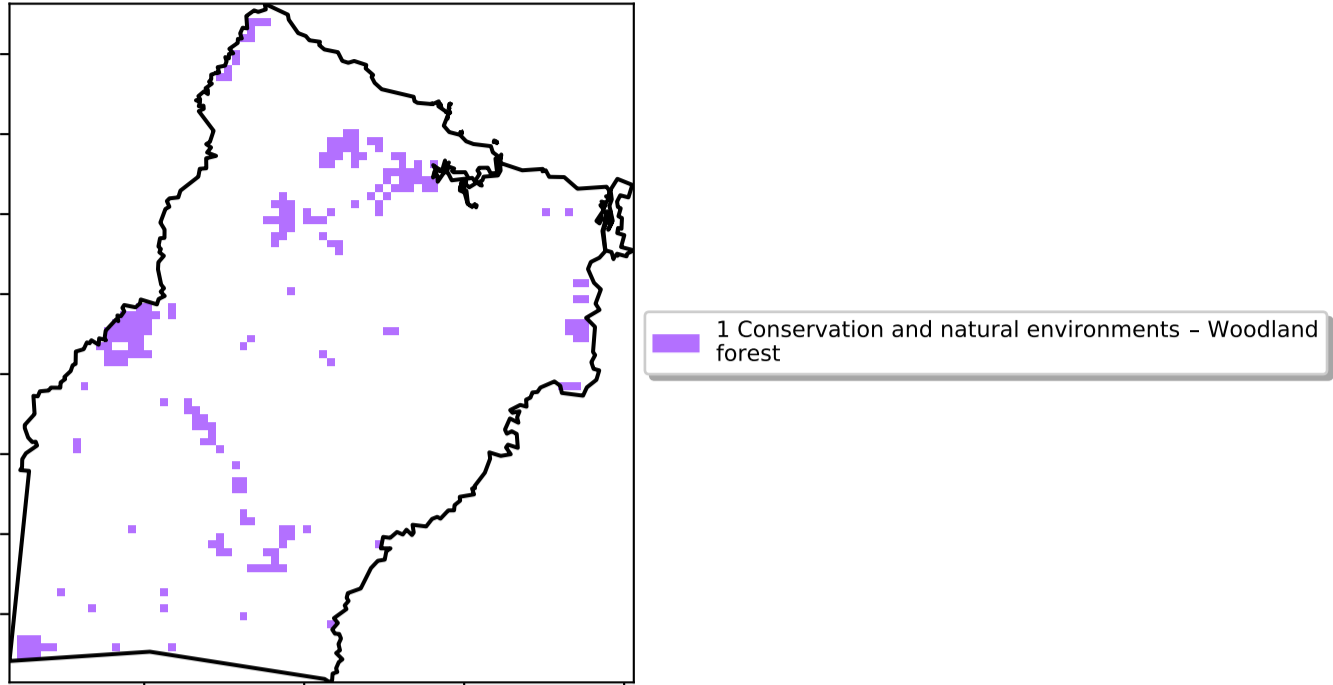 1 Conservation and natural environments – Woodland
forest